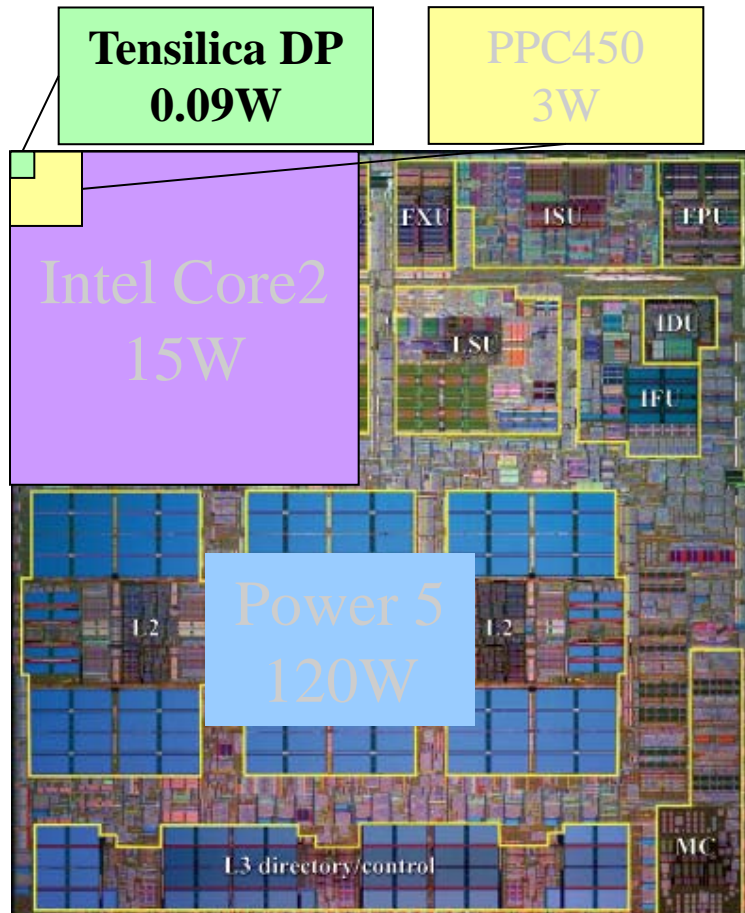 Tensilica DP
0.09W
PPC450
3W
FXU
ISU
FPU
Intel Core2
15W
LSU
IDU
IFU
L2
Power 5
120W
L2
L3 directory/control
MC